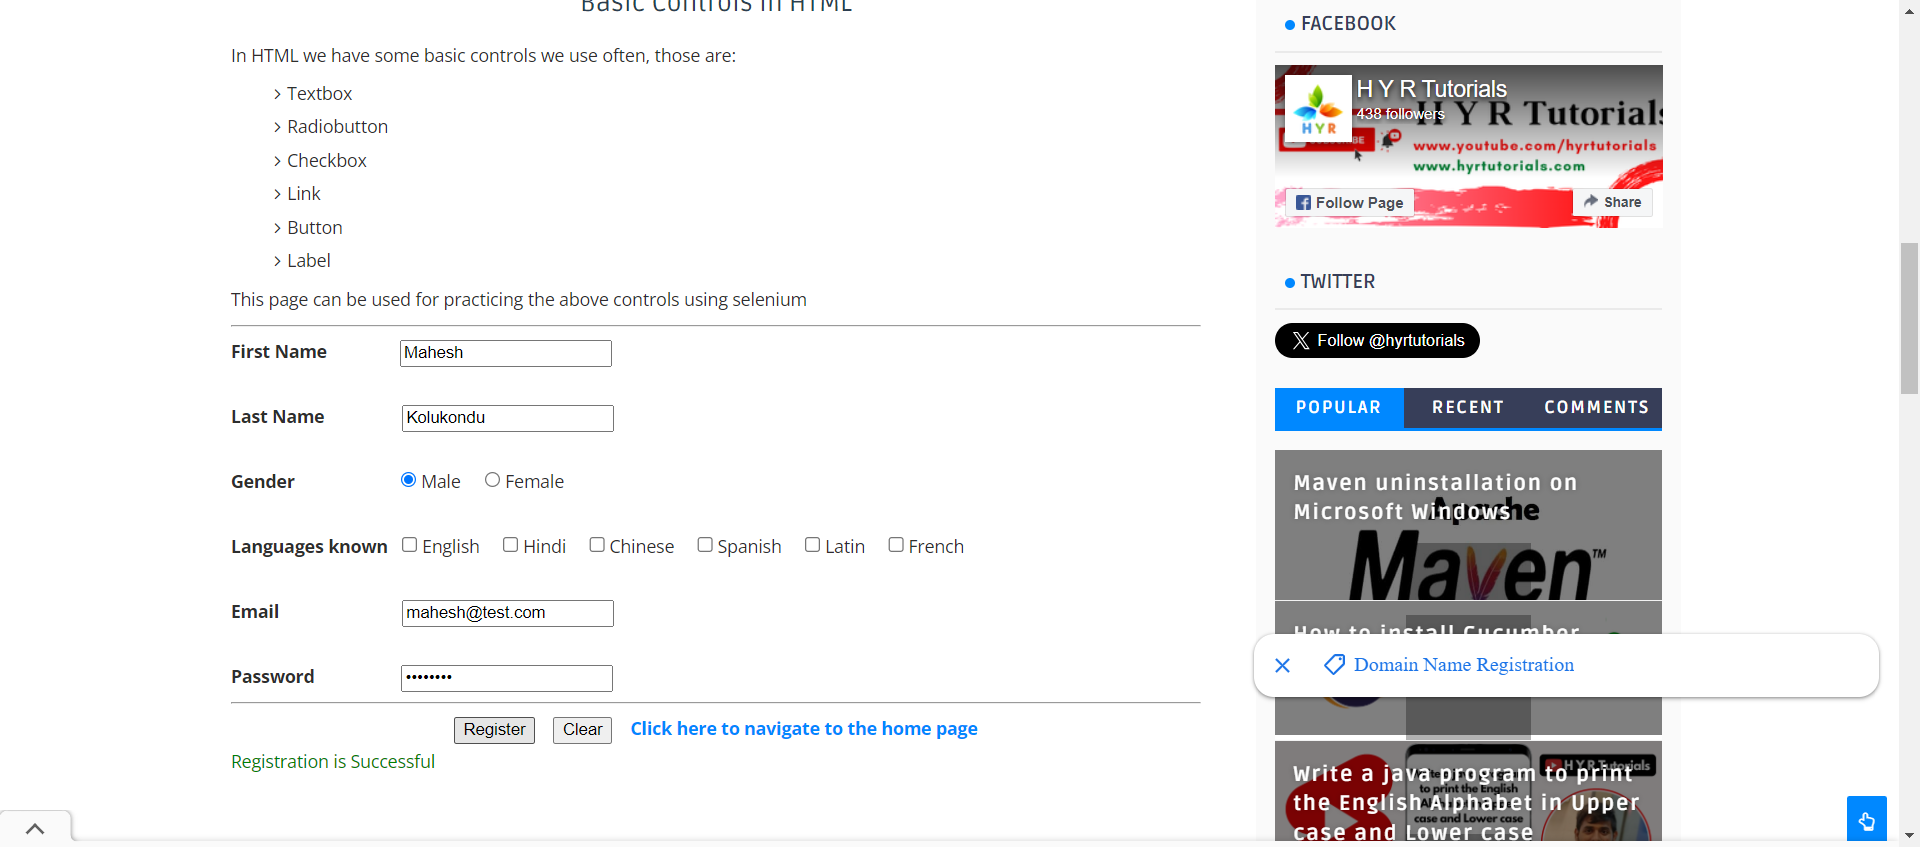 Basic Controls in HTML
In HTML we have some basic controls we use often, those are:
Textbox
Radiobutton
Checkbox
Link
Button
Label
This page can be used for practicing the above controls using selenium
First Name Mahesh
Last Name Kolukondu
Gender Male Female
Languages known English Hindi Chinese Spanish Latin French
Email mahesh@test.com
Password ••••••••
Register Clear Click here to navigate to the home page
Registration is Successful
FACEBOOK
H Y R Tutorials
438 followers
H Y R Tutorials
HYR
www.youtube.com/hyrtutorials
www.hyrtutorials.com
Follow Page Share
TWITTER
Follow @hyrtutorials
POPULAR RECENT COMMENTS
Maven uninstallation on
Microsoft Windows
Apache
Maven™
How to install Cucumber
Domain Name Registration
Write a java program to print
the English Alphabet in Upper
case and Lower case
H Y R Tutorials
to print the English
case and Lower case